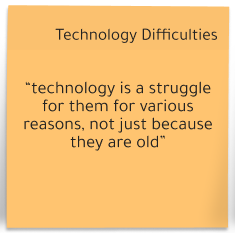 Technology Difficulties
“technology is a struggle
for them for various
reasons, not just because
they are old”